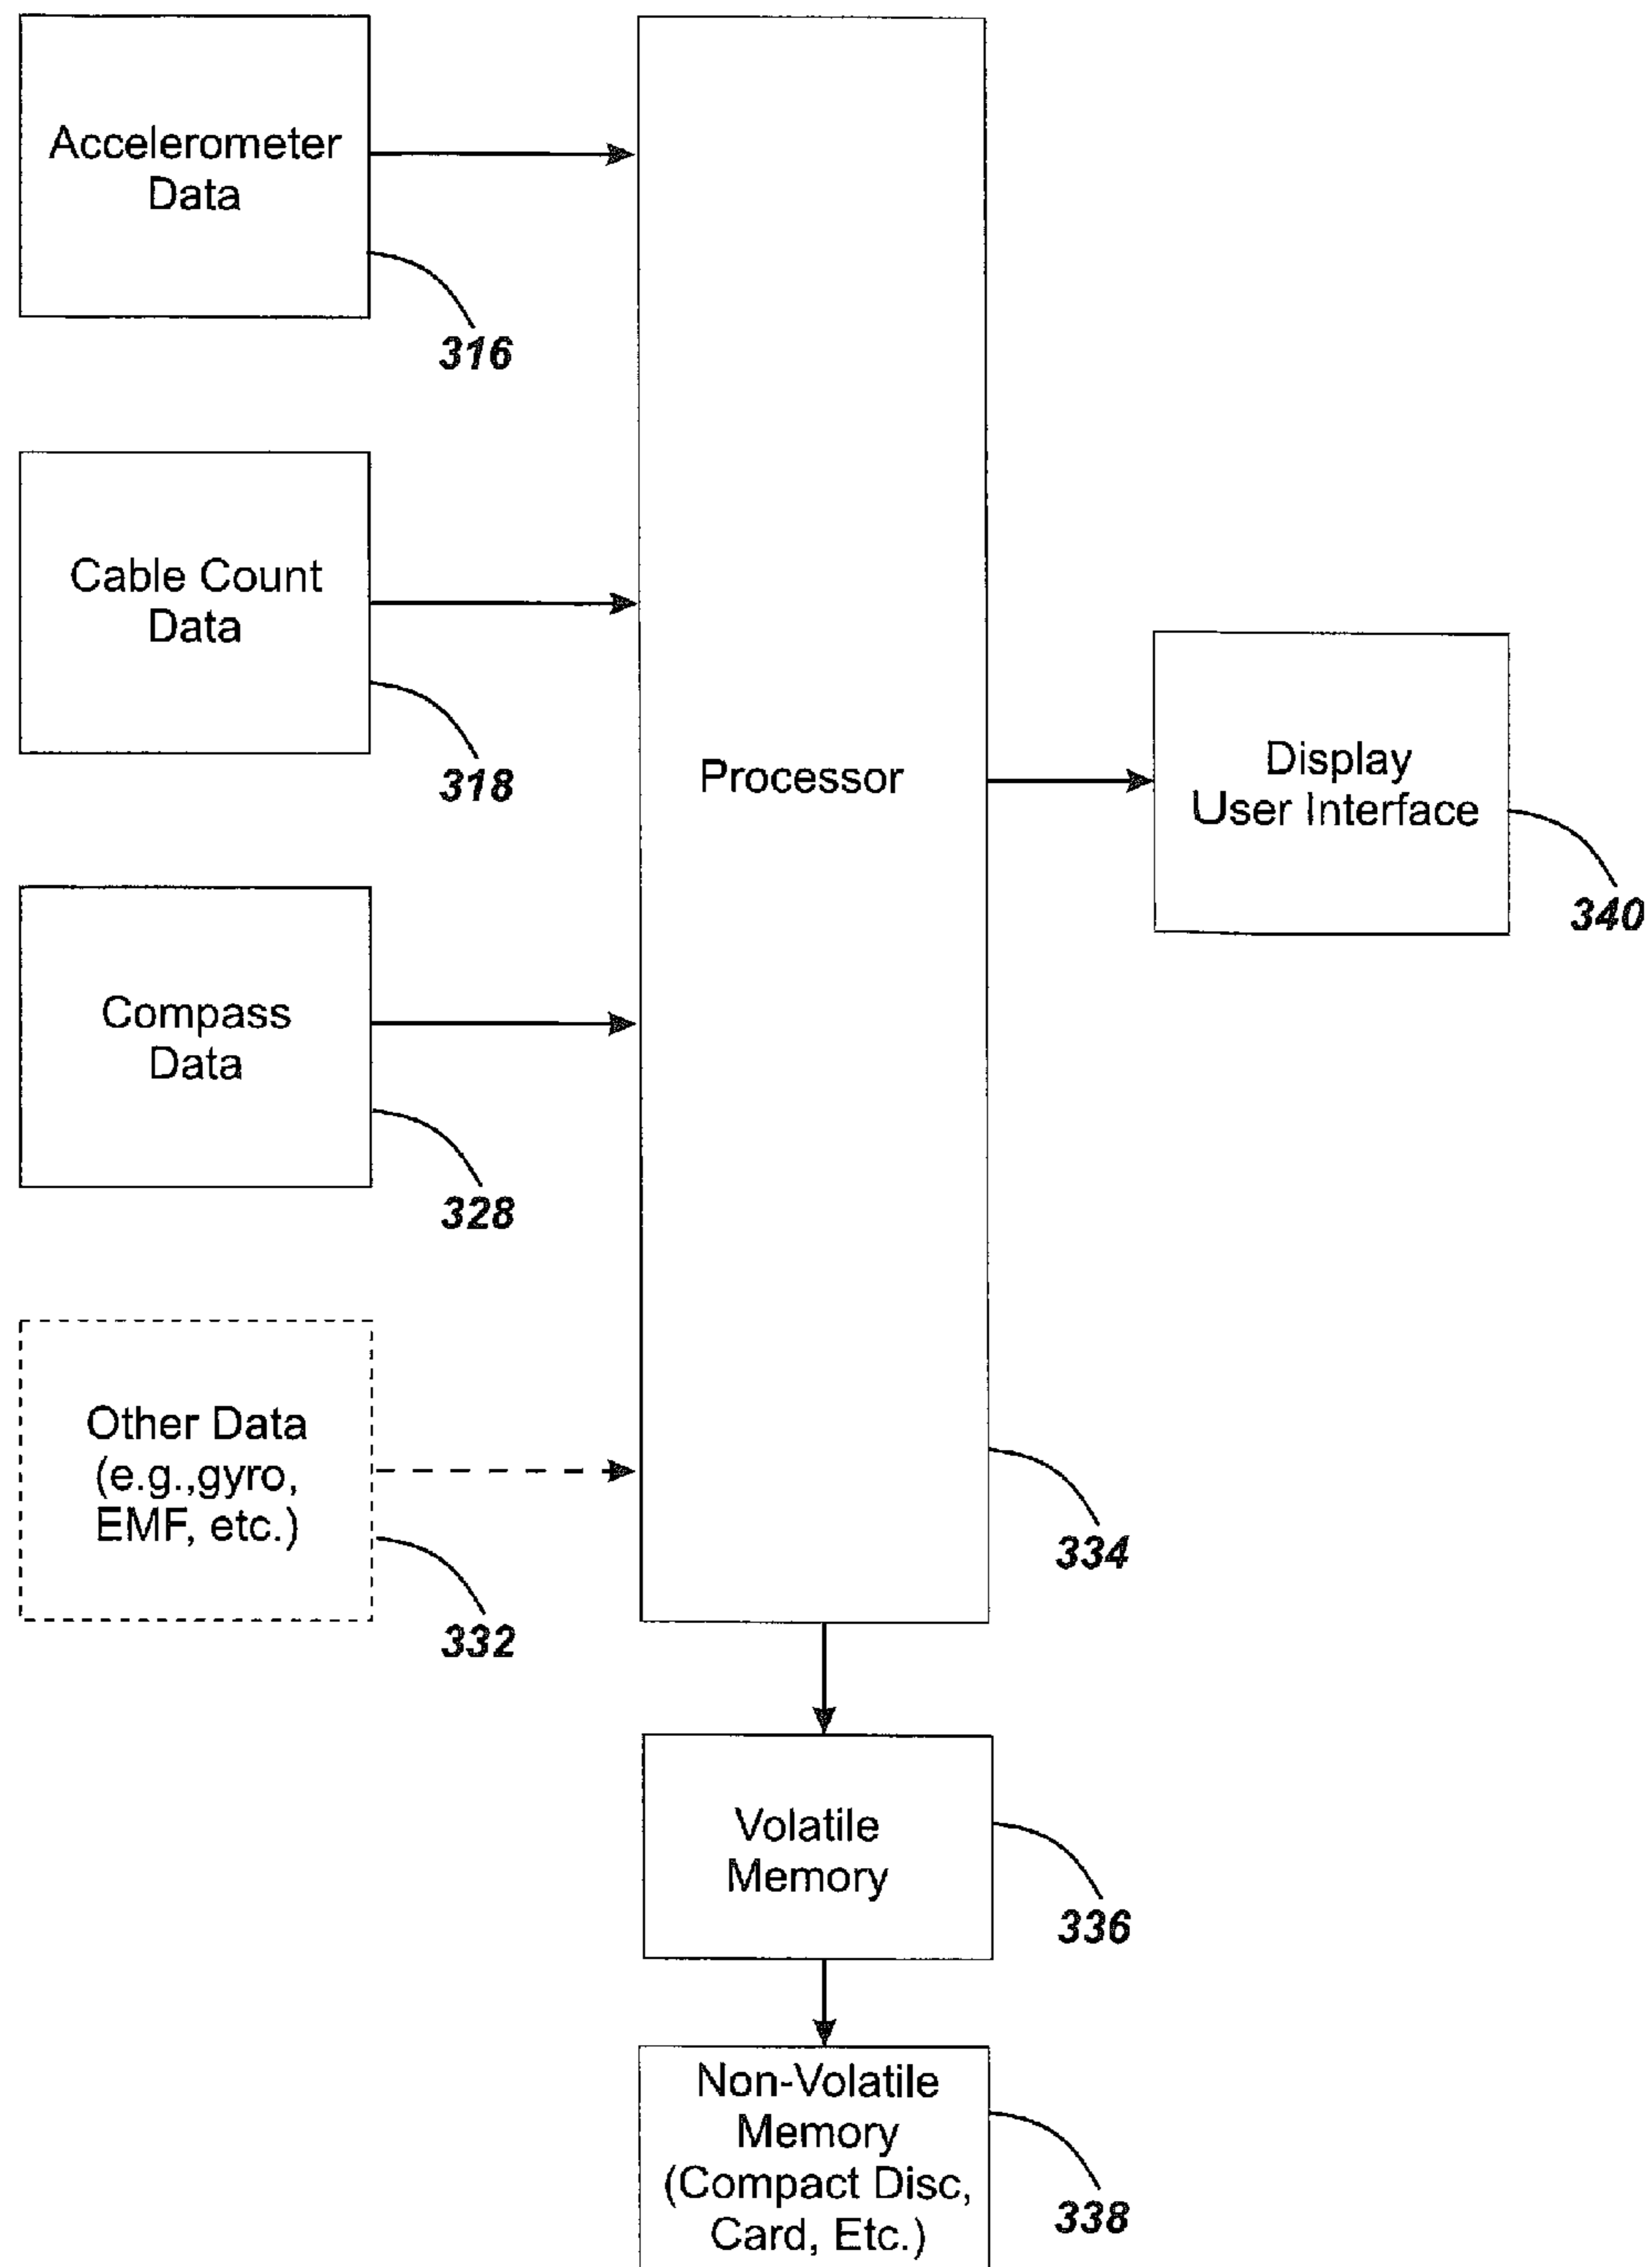 Accelerometer
Data
316
Cable Count
Data
318
Compass
Data
328
Other Data
(e.g.,gyro,
EMF, etc.)
332
Processor
334
Display
User Interface
340
Volatile
Memory
336
Non-Volatile
Memory
(Compact Disc,
Card, Etc.)
338